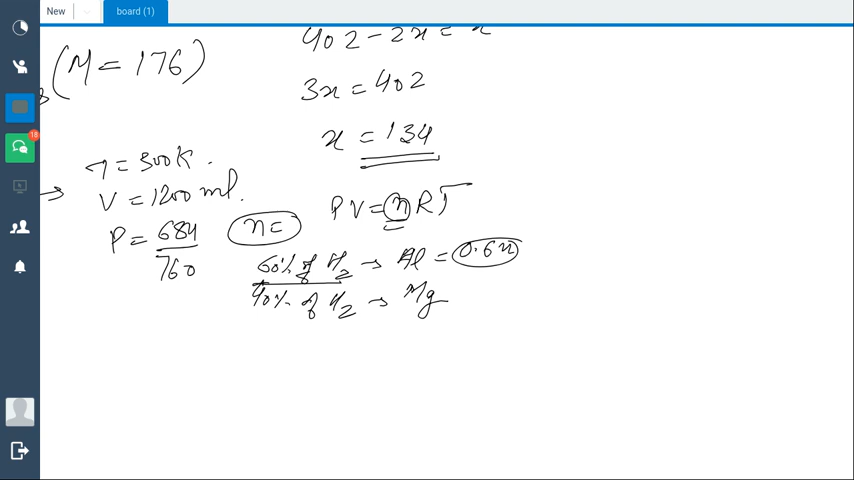 New
board (1)
18
402 - 2x = x
(M = 176)
3x = 402
x = 134
T = 300K.
→ V = 1200 ml.
P = 684/760
n =
PV = nRT
60% of H2 → Al = 0.6n
40% of H2 → Mg